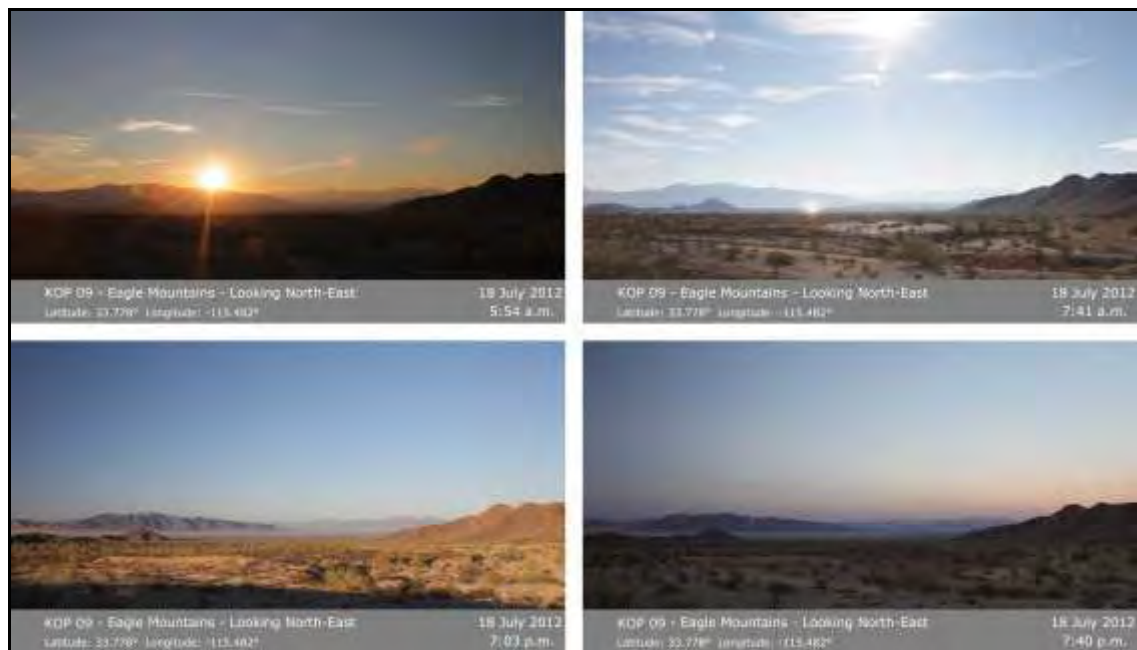 KOP 09 - Eagle Mountains - Looking North-East 18 July 2012
Latitude: 33.778° Longitude: -115.482° 5:54 a.m.
KOP 09 - Eagle Mountains - Looking North-East 18 July 2012
Latitude: 33.778° Longitude: -115.482° 7:41 a.m.
KOP 09 - Eagle Mountains - Looking North-East 18 July 2012
Latitude: 33.778° Longitude: -115.482° 7:03 p.m.
KOP 09 - Eagle Mountains - Looking North-East 18 July 2012
Latitude: 33.778° Longitude: -115.482° 7:40 p.m.